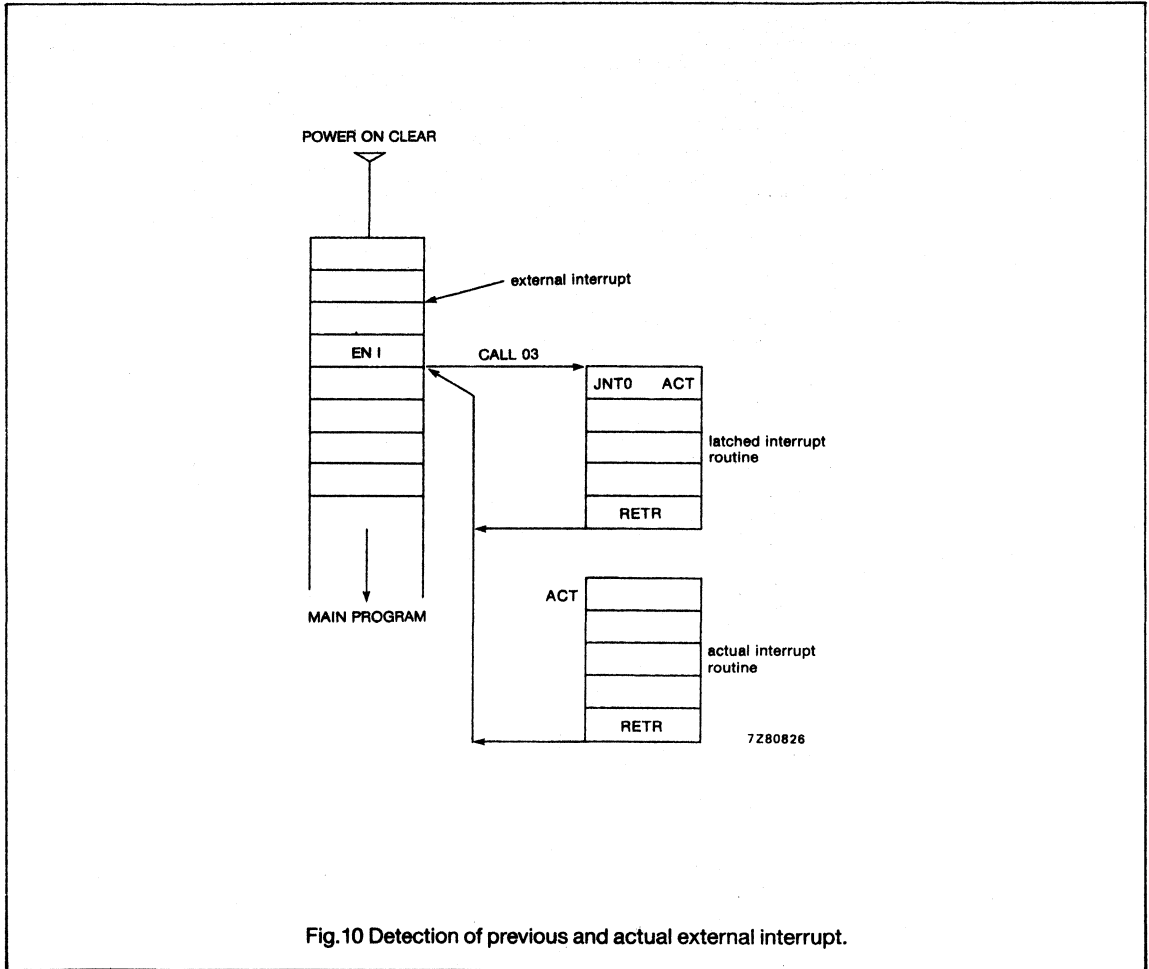 POWER ON CLEAR
external interrupt
EN I
CALL 03
JNT0 ACT
latched interrupt
routine
RETR
ACT
MAIN PROGRAM
actual interrupt
routine
RETR
7Z80826
Fig.10 Detection of previous and actual external interrupt.